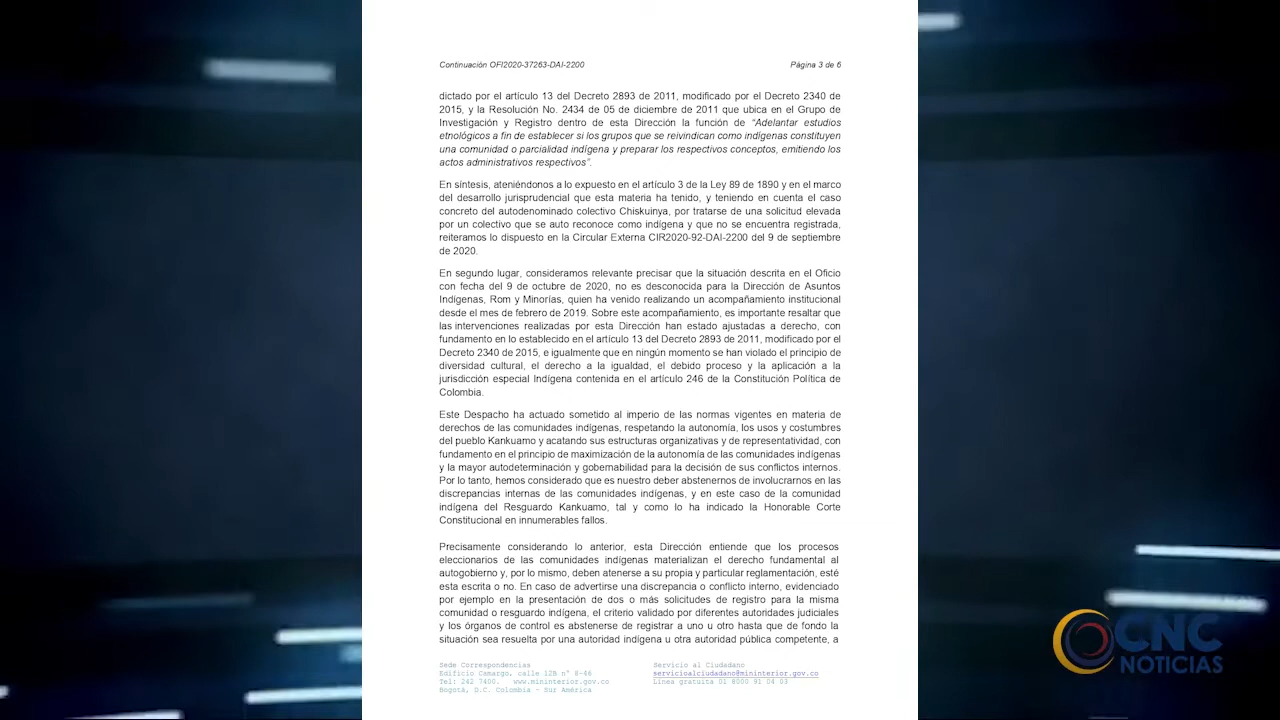 Continuación OFI2020-37263-DAI-2200 Página 3 de 6
dictado por el artículo 13 del Decreto 2893 de 2011, modificado por el Decreto 2340 de
2015, y la Resolución No. 2434 de 05 de diciembre de 2011 que ubica en el Grupo de
Investigación y Registro dentro de esta Dirección la función de “Adelantar estudios
etnológicos a fin de establecer si los grupos que se reivindican como indígenas constituyen
una comunidad o parcialidad indígena y preparar los respectivos conceptos, emitiendo los
actos administrativos respectivos”.
En síntesis, ateniéndonos a lo expuesto en el artículo 3 de la Ley 89 de 1890 y en el marco
del desarrollo jurisprudencial que esta materia ha tenido, y teniendo en cuenta el caso
concreto del autodenominado colectivo Chiskuinya, por tratarse de una solicitud elevada
por un colectivo que se auto reconoce como indígena y que no se encuentra registrada,
reiteramos lo dispuesto en la Circular Externa CIR2020-92-DAI-2200 del 9 de septiembre
de 2020.
En segundo lugar, consideramos relevante precisar que la situación descrita en el Oficio
con fecha del 9 de octubre de 2020, no es desconocida para la Dirección de Asuntos
Indígenas, Rom y Minorías, quien ha venido realizando un acompañamiento institucional
desde el mes de febrero de 2019. Sobre este acompañamiento, es importante resaltar que
las intervenciones realizadas por esta Dirección han estado ajustadas a derecho, con
fundamento en lo establecido en el artículo 13 del Decreto 2893 de 2011, modificado por el
Decreto 2340 de 2015, e igualmente que en ningún momento se han violado el principio de
diversidad cultural, el derecho a la igualdad, el debido proceso y la aplicación a la
jurisdicción especial Indígena contenida en el artículo 246 de la Constitución Política de
Colombia.
Este Despacho ha actuado sometido al imperio de las normas vigentes en materia de
derechos de las comunidades indígenas, respetando la autonomía, los usos y costumbres
del pueblo Kankuamo y acatando sus estructuras organizativas y de representatividad, con
fundamento en el principio de maximización de la autonomía de las comunidades indígenas
y la mayor autodeterminación y gobernabilidad para la decisión de sus conflictos internos.
Por lo tanto, hemos considerado que es nuestro deber abstenernos de involucrarnos en las
discrepancias internas de las comunidades indígenas, y en este caso de la comunidad
indígena del Resguardo Kankuamo, tal y como lo ha indicado la Honorable Corte
Constitucional en innumerables fallos.
Precisamente considerando lo anterior, esta Dirección entiende que los procesos
eleccionarios de las comunidades indígenas materializan el derecho fundamental al
autogobierno y, por lo mismo, deben atenerse a su propia y particular reglamentación, esté
esta escrita o no. En caso de advertirse una discrepancia o conflicto interno, evidenciado
por ejemplo en la presentación de dos o más solicitudes de registro para la misma
comunidad o resguardo indígena, el criterio validado por diferentes autoridades judiciales
y los órganos de control es abstenerse de registrar a uno u otro hasta que de fondo la
situación sea resuelta por una autoridad indígena u otra autoridad pública competente, a
Sede Correspondencias
Edificio Camargo, calle 12B n° 8-46
Tel: 242 7400. www.mininterior.gov.co
Bogotá, D.C. Colombia - Sur América
Servicio al Ciudadano
servicioalciudadano@mininterior.gov.co
Línea gratuita 01 8000 91 04 03
CNC
NOTICIAS